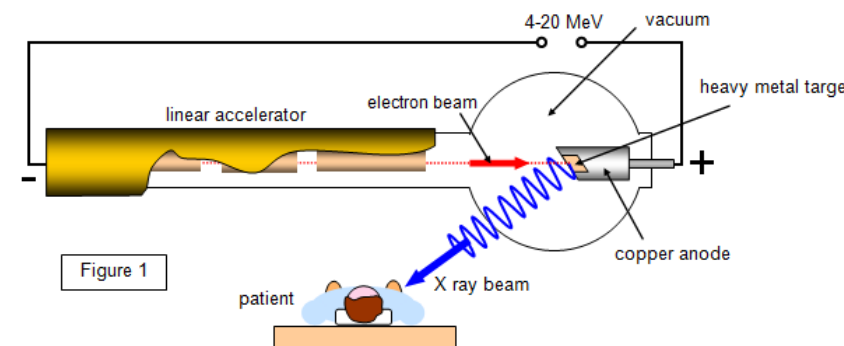 4-20 MeV
vacuum
heavy metal targe
linear accelerator
electron beam
-
+
copper anode
Figure 1
X ray beam
patient